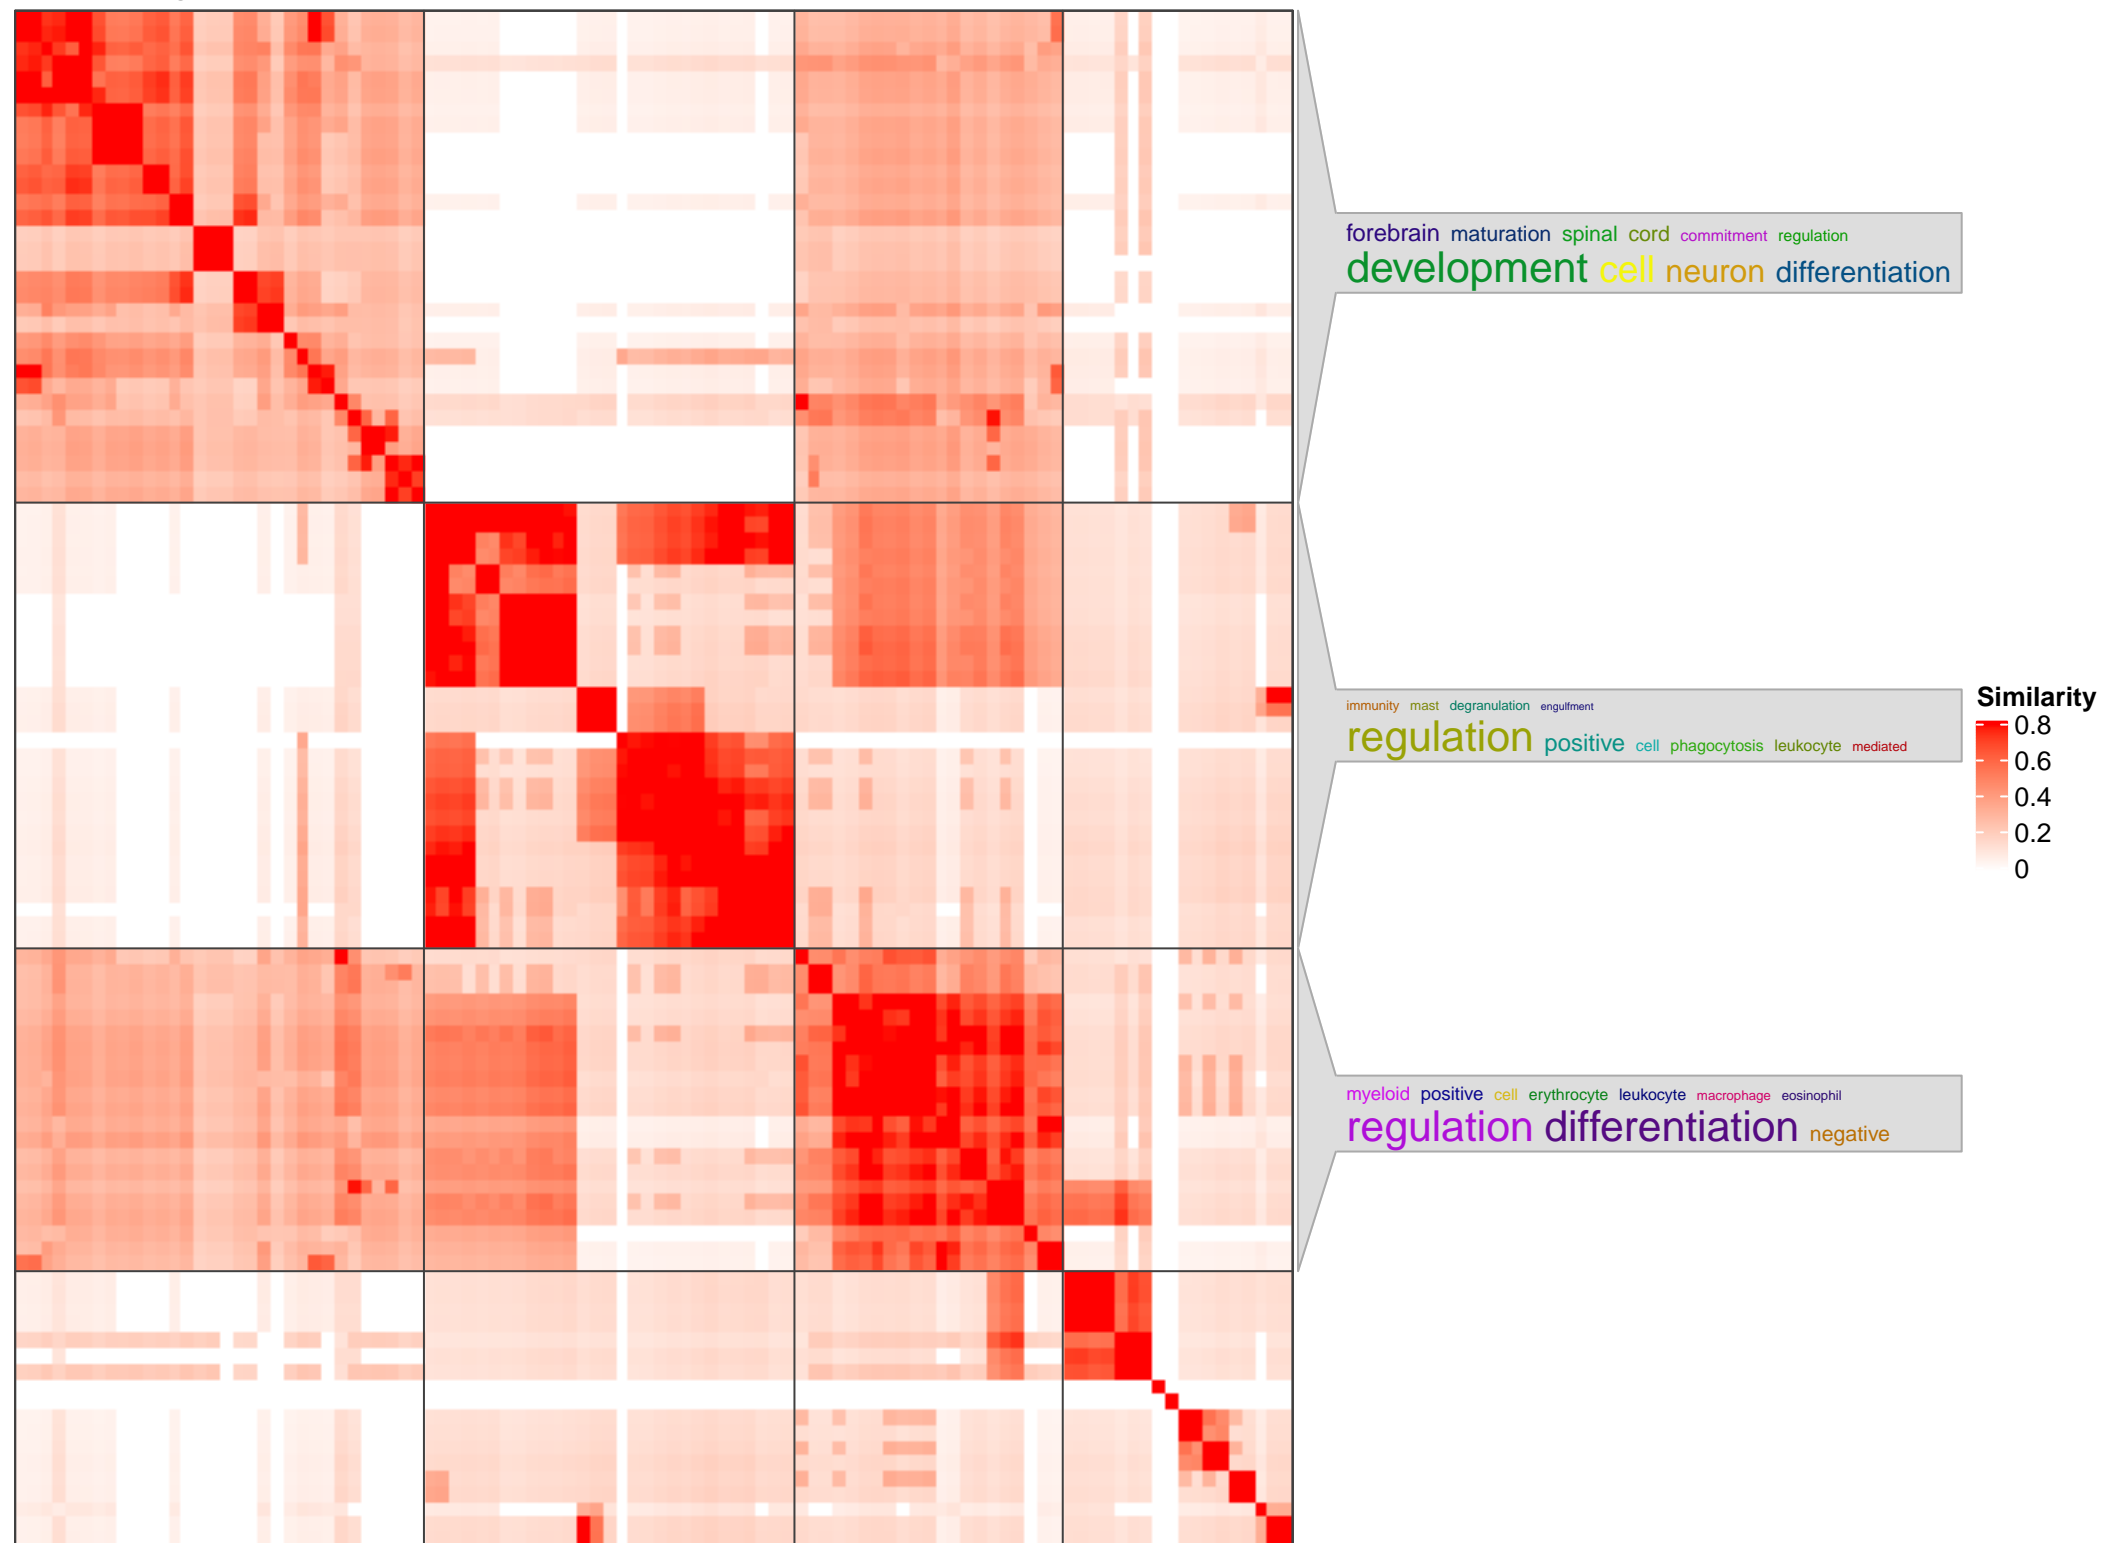 forebrain maturation spinal cord commitment regulation
development cell neuron differentiation
immunity mast degranulation engulfment
regulation positive cell phagocytosis leukocyte mediated
Similarity
0.8
0.6
0.4
0.2
0
myeloid positive cell erythrocyte leukocyte macrophage eosinophil
regulation differentiation negative